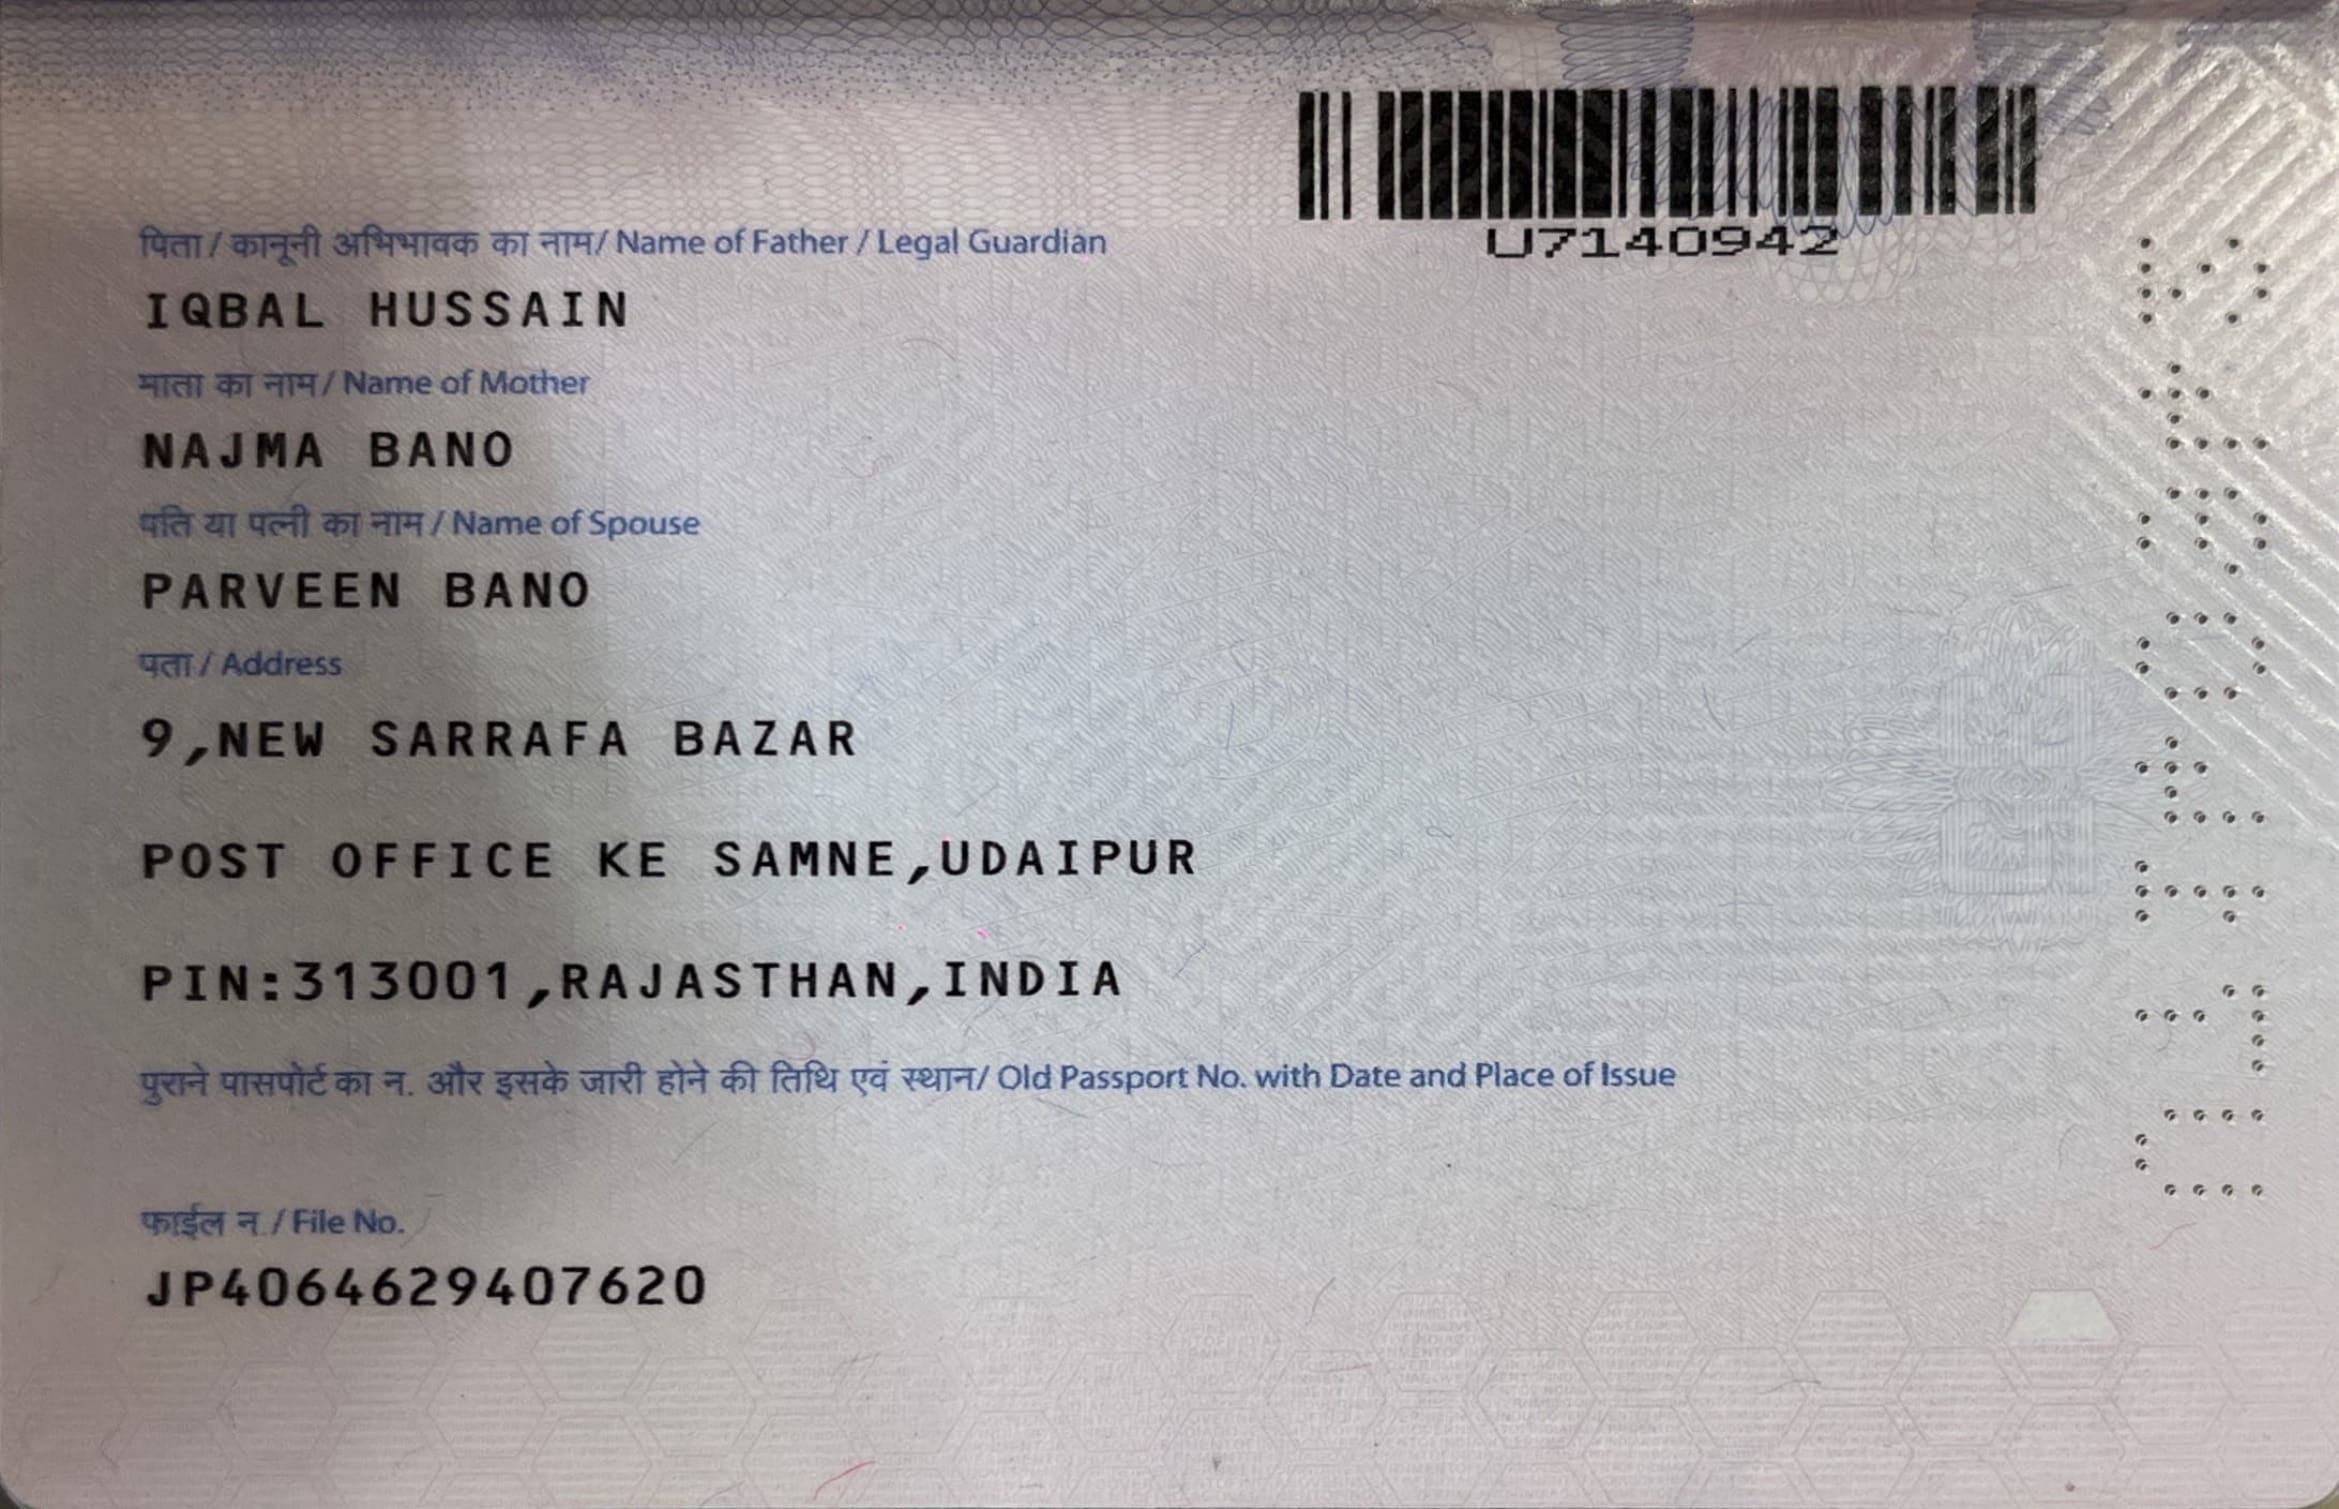 U7140942
पिता / कानूनी अभिभावक का नाम/ Name of Father / Legal Guardian
IQBAL HUSSAIN
माता का नाम/ Name of Mother
NAJMA BANO
पति या पत्नी का नाम / Name of Spouse
PARVEEN BANO
पता / Address
9,NEW SARRAFA BAZAR
POST OFFICE KE SAMNE,UDAIPUR
PIN:313001,RAJASTHAN,INDIA
पुराने पासपोर्ट का न. और इसके जारी होने की तिथि एवं स्थान/ Old Passport No. with Date and Place of Issue
फाईल न / File No.
JP4064629407620
U7140942